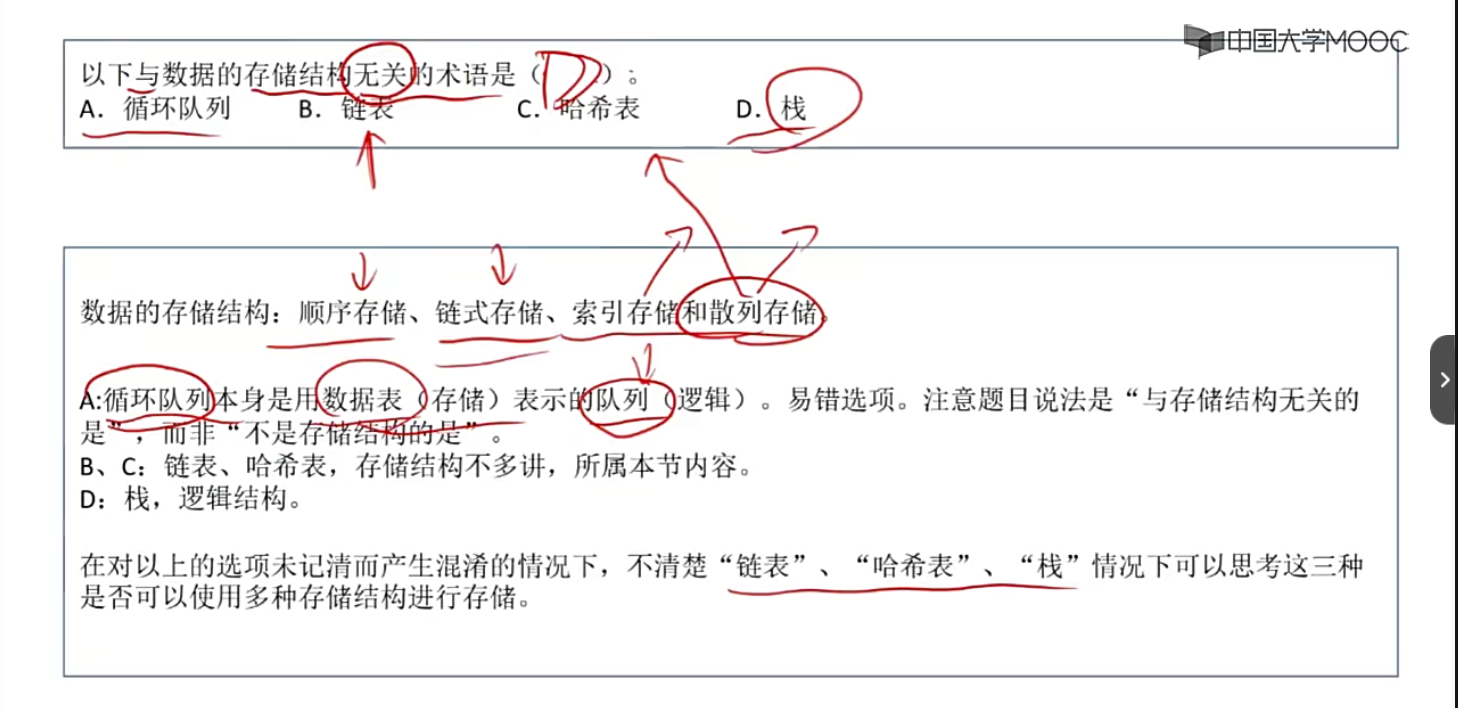 中国大学MOOC
以下与数据的存储结构无关的术语是（D）。
A．循环队列 B．链表 C．哈希表 D．栈
数据的存储结构：顺序存储、链式存储、索引存储和散列存储。
A:循环队列本身是用数据表（存储）表示的队列（逻辑）。易错选项。注意题目说法是“与存储结构无关的
是”，而非“不是存储结构的是”。
B、C：链表、哈希表，存储结构不多讲，所属本节内容。
D：栈，逻辑结构。
在对以上的选项未记清而产生混淆的情况下，不清楚“链表”、“哈希表”、“栈”情况下可以思考这三种
是否可以使用多种存储结构进行存储。